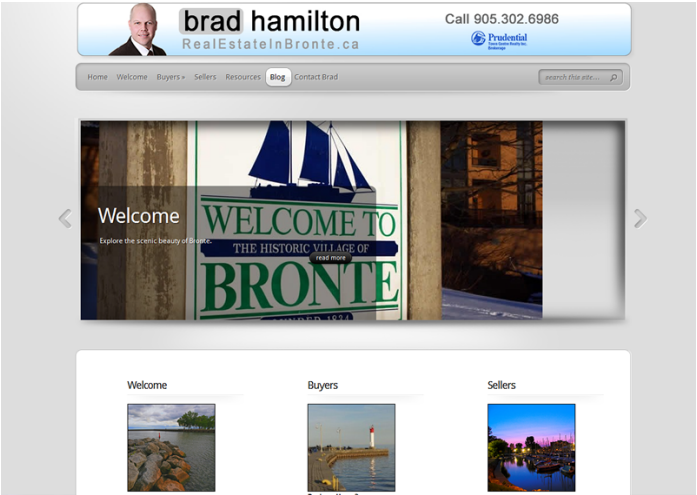 brad hamilton
RealEstateInBronte.ca
Call 905.302.6986
Prudential
Home Welcome Buyers » Sellers Resources Blog Contact Brad
search this site....
Welcome
Explore the scenic beauty of Bronte.
read more
WELCOME TO
THE HISTORIC VILLAGE OF
BRONTE
Welcome Buyers Sellers